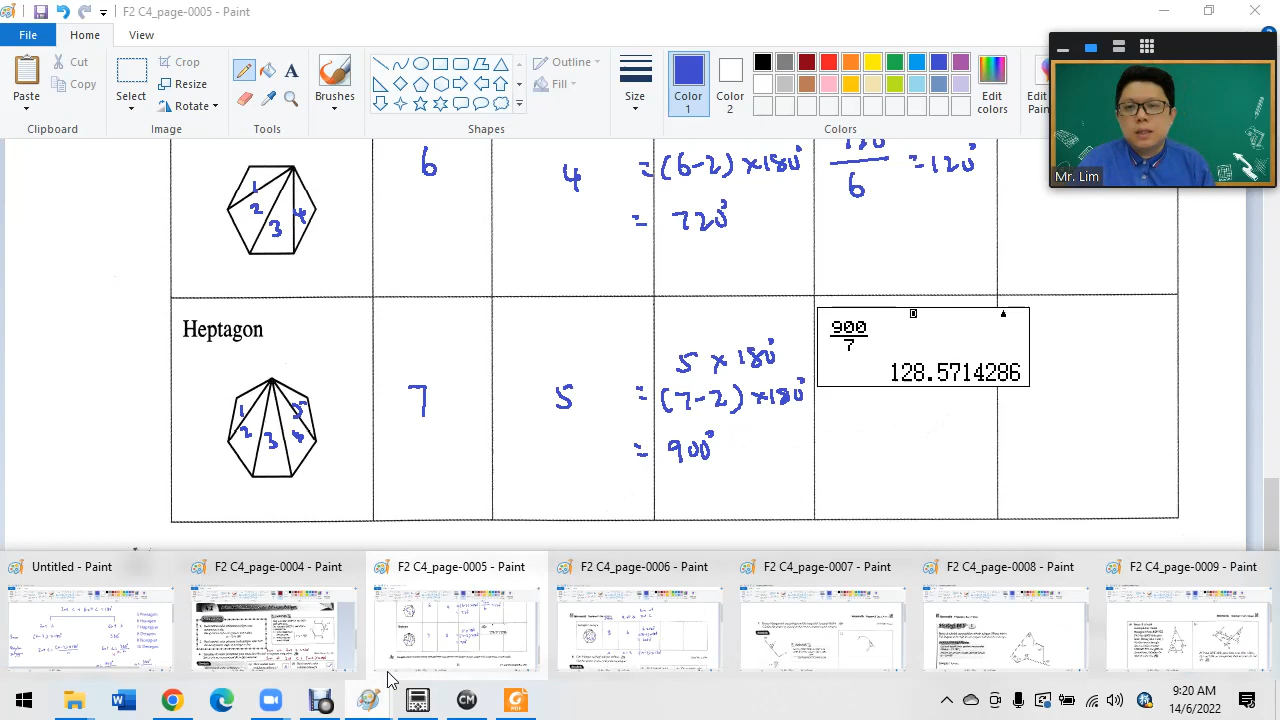 F2 C4_page-0005 - Paint
File
Home
View
Paste
Cut
Copy
Clipboard
Select
Crop
Resize
Rotate
Image
Tools
Brushes
Shapes
Outline
Fill
Size
Color 1
Color 2
Colors
Edit colors
Edit
Pain
Mr. Lim
1
2
3
4
6
4
= (6-2) ×180°
= 720°
6
= 120°
Heptagon
1
2
3
4
5
7
5
5 × 180°
= (7-2) ×180°
= 900°
900
7
128.5714286
Untitled - Paint
F2 C4_page-0004 - Paint
F2 C4_page-0005 - Paint
F2 C4_page-0006 - Paint
F2 C4_page-0007 - Paint
F2 C4_page-0008 - Paint
F2 C4_page-0009 - Paint
9:20 AM
14/6/2022